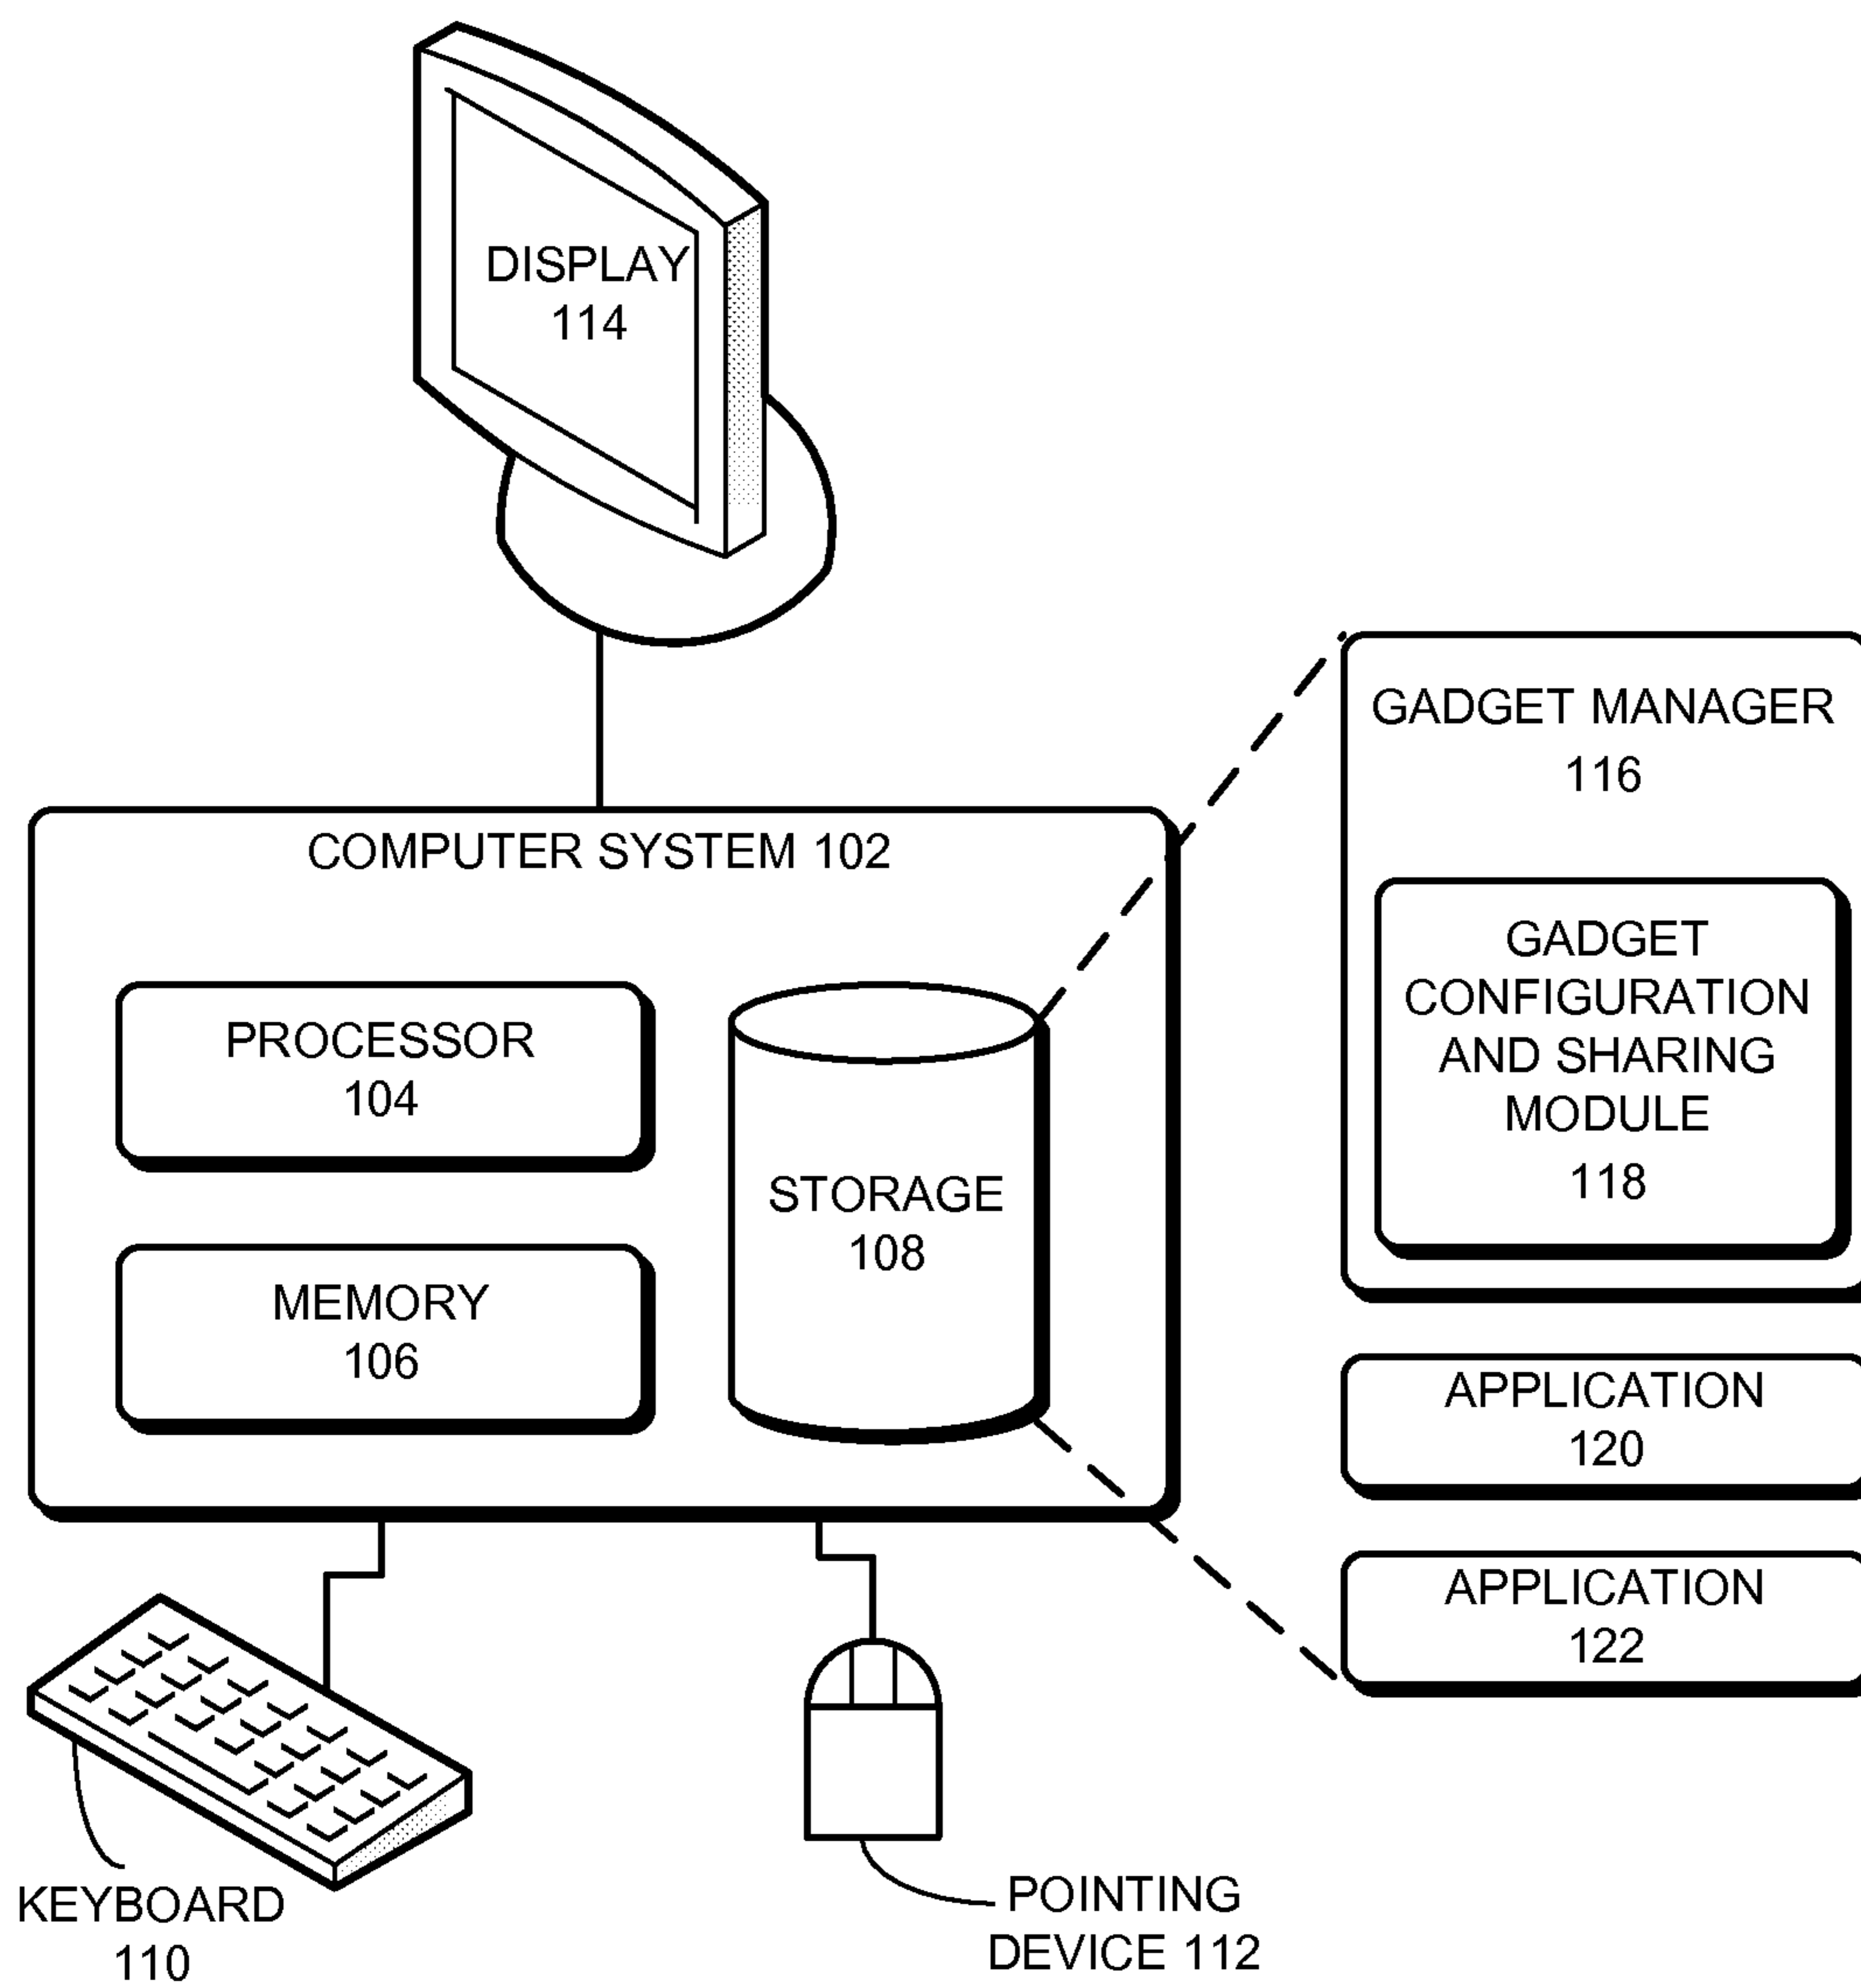 DISPLAY
114
GADGET MANAGER
116
COMPUTER SYSTEM 102
GADGET
CONFIGURATION
AND SHARING
MODULE
118
PROCESSOR
104
STORAGE
108
MEMORY
106
APPLICATION
120
APPLICATION
122
KEYBOARD
110
POINTING
DEVICE 112